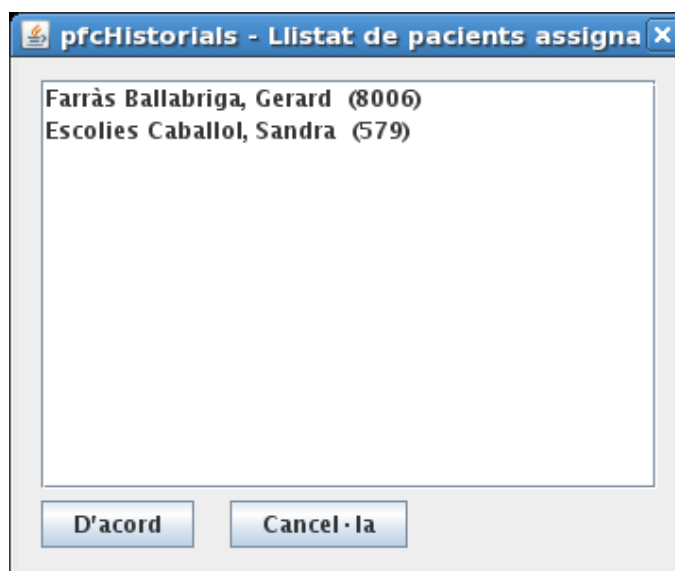 pfcHistorials - Llistat de pacients assigna
Farràs Ballabriga, Gerard (8006)
Escolies Caballol, Sandra (579)
D'acord
Cancel·la